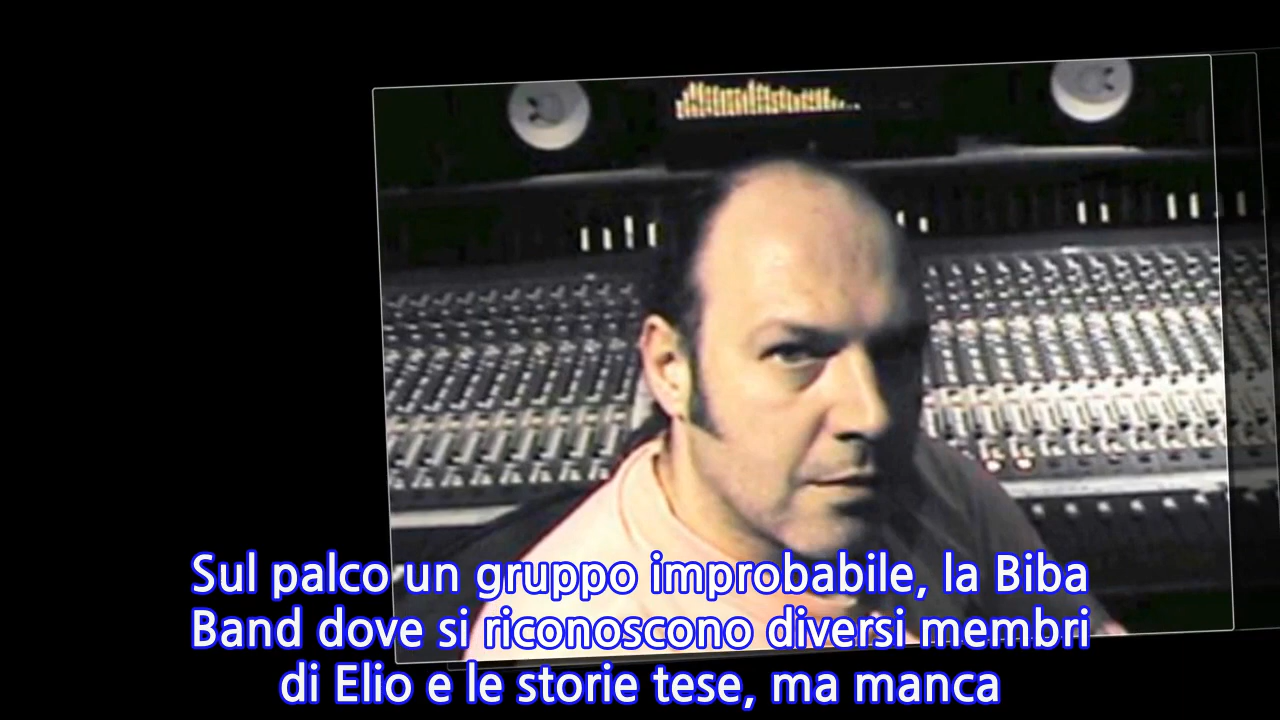 Sul palco un gruppo improbabile, la Biba
Band dove si riconoscono diversi membri
di Elio e le storie tese, ma manca